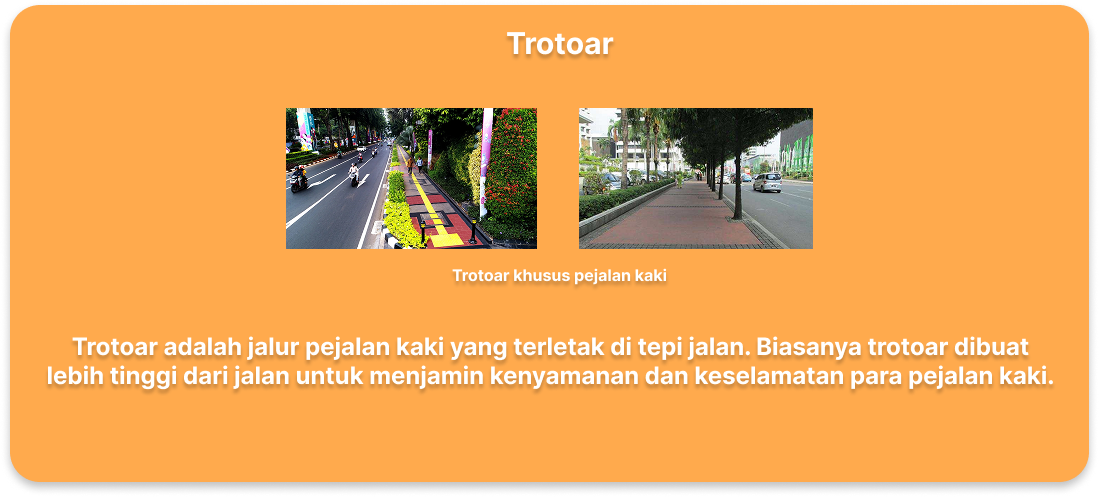 Trotoar
Trotoar khusus pejalan kaki
Trotoar adalah jalur pejalan kaki yang terletak di tepi jalan. Biasanya trotoar dibuat
lebih tinggi dari jalan untuk menjamin kenyamanan dan keselamatan para pejalan kaki.